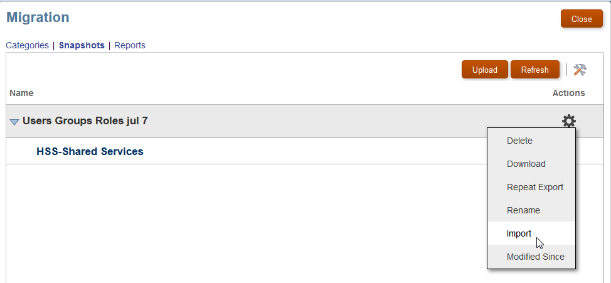 Migration
Close
Categories | Snapshots | Reports
Upload Refresh
Name Actions
Users Groups Roles jul 7
HSS-Shared Services
Delete
Download
Repeat Export
Rename
Import
Modified Since